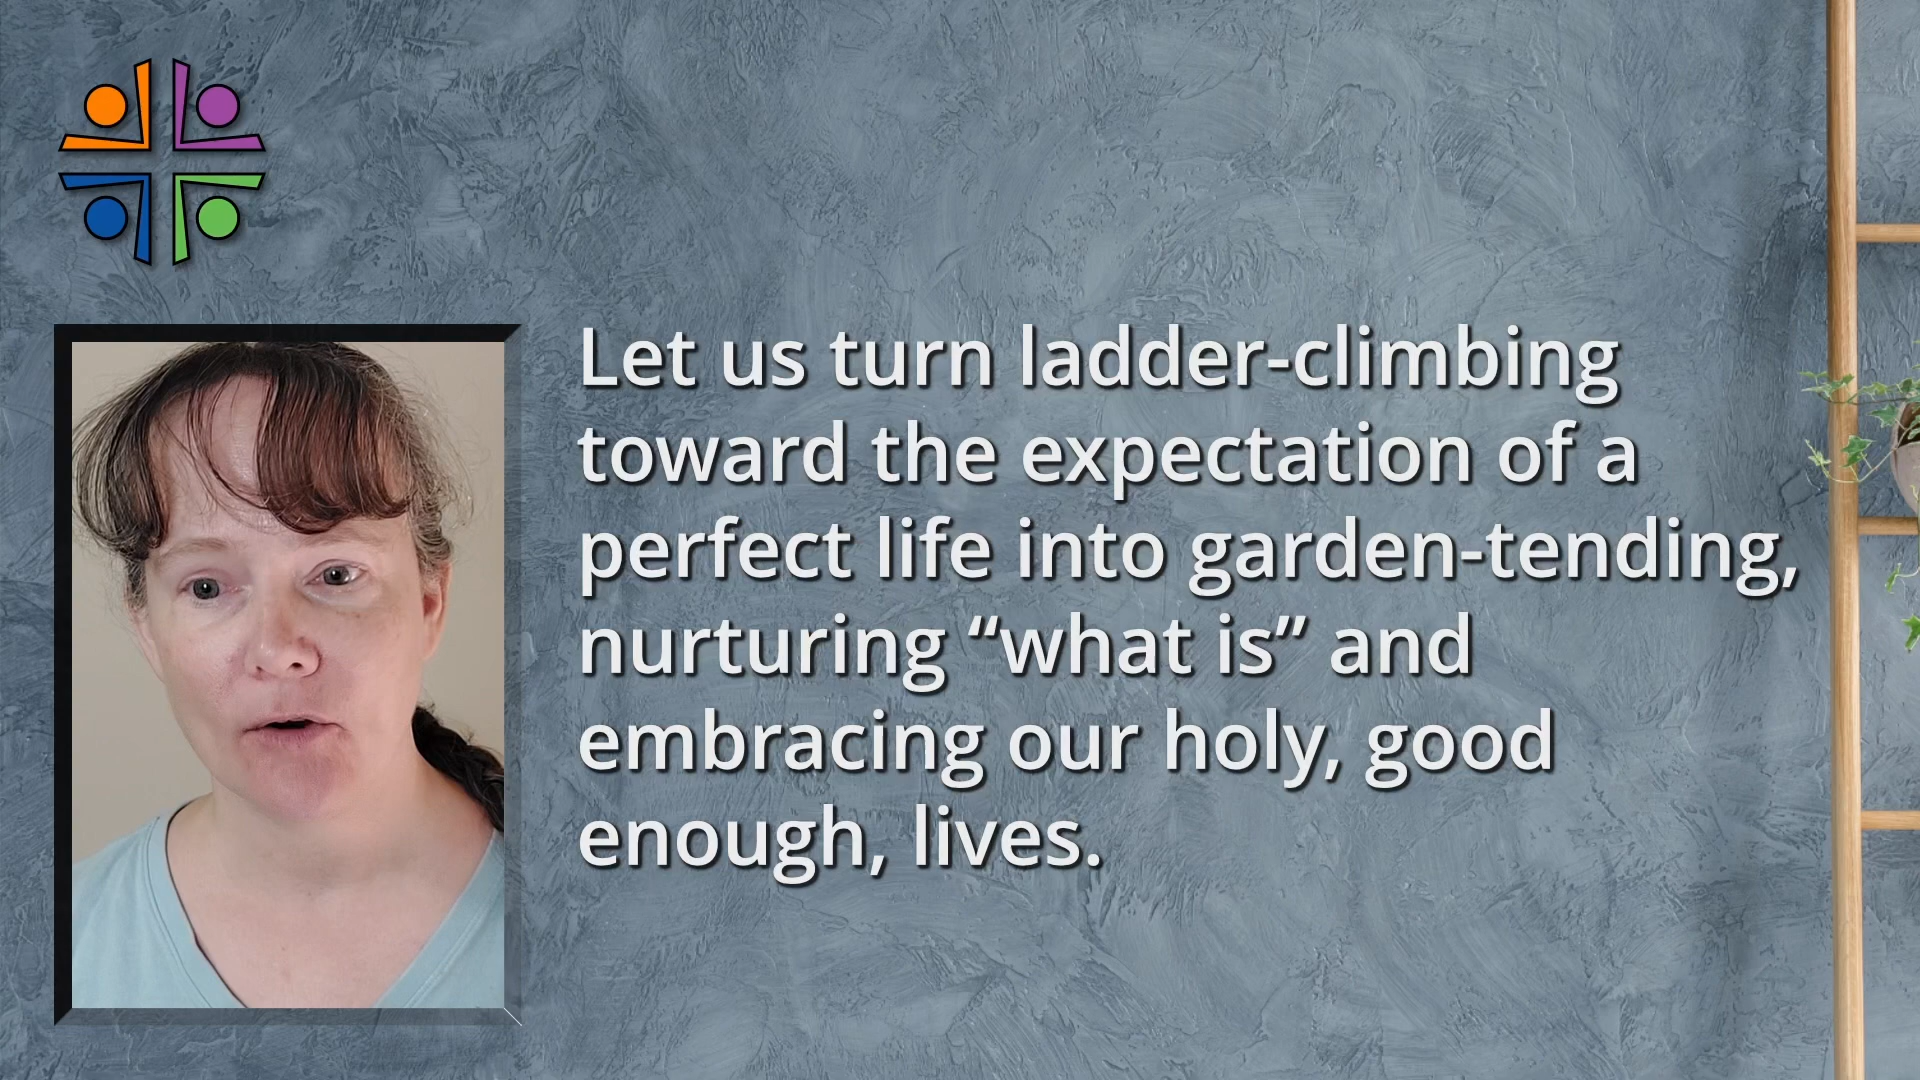 Let us turn ladder-climbing
toward the expectation of a
perfect life into garden-tending,
nurturing “what is” and
embracing our holy, good
enough, lives.